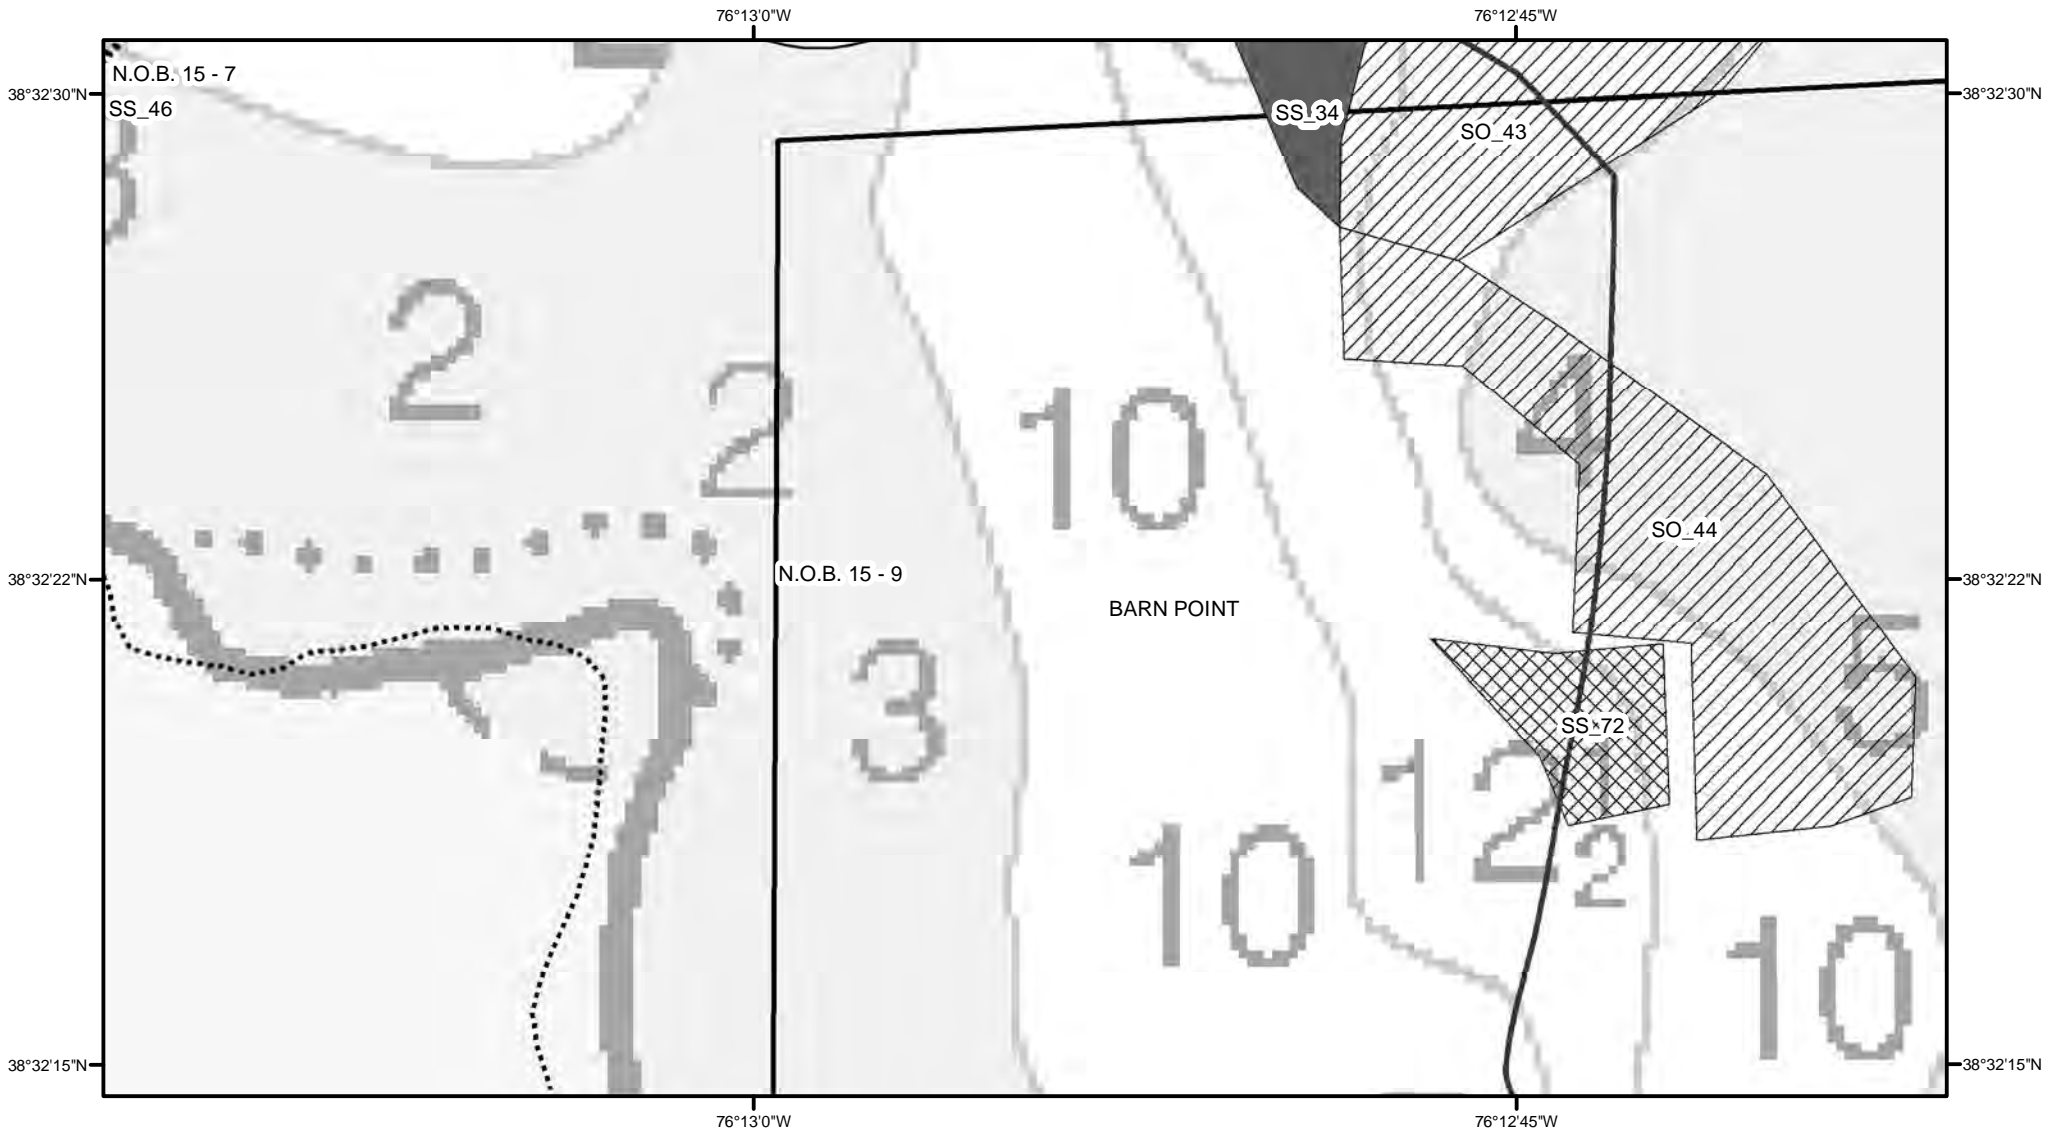 76°13'0"W 76°12'45"W
N.O.B. 15 - 7
38°32'30"N 38°32'30"N
SS_46 SS_34
SO_43
2
2
10 4
SO_44
N.O.B. 15 - 9
38°32'22"N 38°32'22"N
BARN POINT
5
3
SS_72
12 1/2
10
10
38°32'15"N 38°32'15"N
76°13'0"W 76°12'45"W